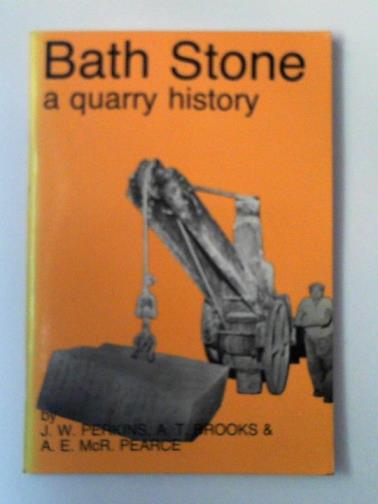 Bath Stone
a quarry history
by
J. W. PERKINS, A. T. BROOKS &
A. E. McR. PEARCE